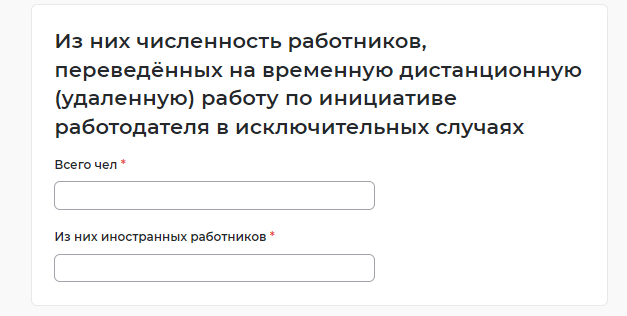 Из них численность работников,
переведённых на временную дистанционную
(удаленную) работу по инициативе
работодателя в исключительных случаях
Всего чел *
Из них иностранных работников *